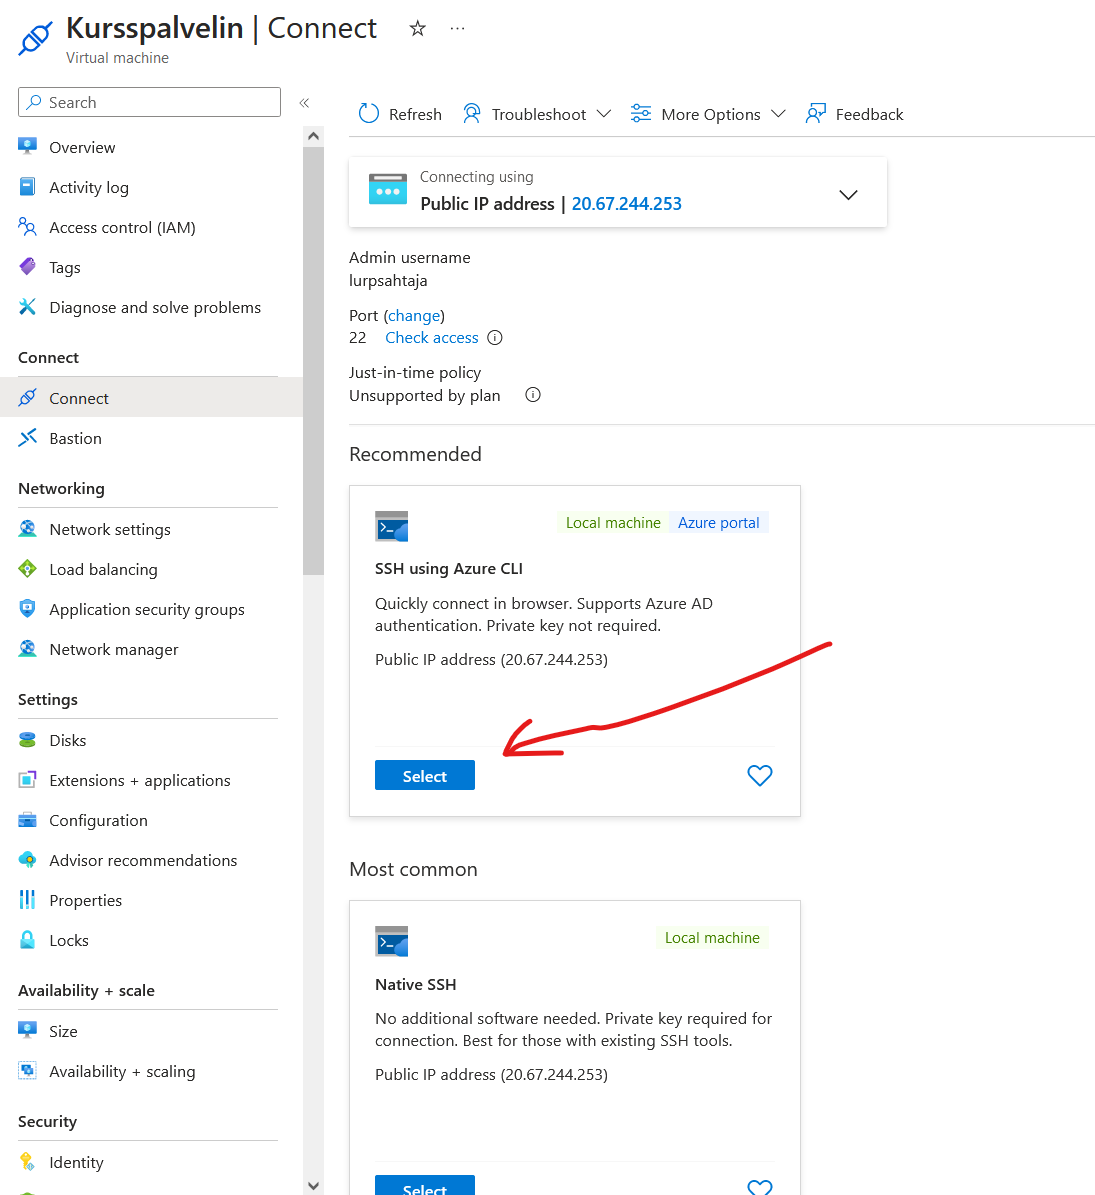 Kursspalvelin | Connect
Virtual machine
Search
Overview
Activity log
Access control (IAM)
Tags
Diagnose and solve problems
Connect
Connect
Bastion
Networking
Network settings
Load balancing
Application security groups
Network manager
Settings
Disks
Extensions + applications
Configuration
Advisor recommendations
Properties
Locks
Availability + scale
Size
Availability + scaling
Security
Identity
Refresh Troubleshoot More Options Feedback
Connecting using
Public IP address | 20.67.244.253
Admin username
lurpsahtaja
Port (change)
22 Check access
Just-in-time policy
Unsupported by plan
Recommended
Local machine Azure portal
SSH using Azure CLI
Quickly connect in browser. Supports Azure AD
authentication. Private key not required.
Public IP address (20.67.244.253)
Select
Most common
Local machine
Native SSH
No additional software needed. Private key required for
connection. Best for those with existing SSH tools.
Public IP address (20.67.244.253)
Select